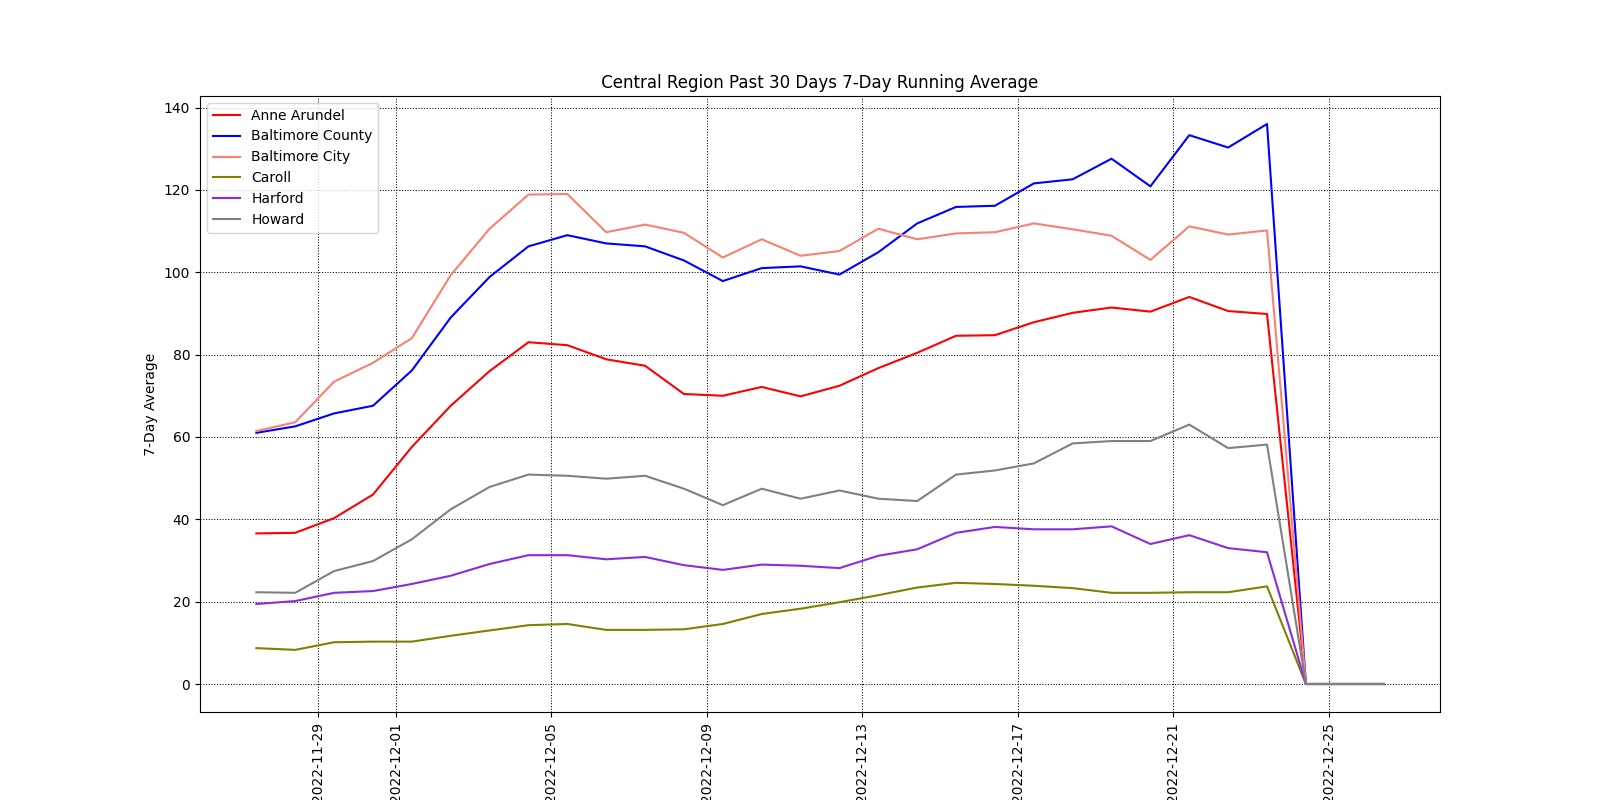 Central Region Past 30 Days 7-Day Running Average
140
120
100
80
60
40
20
0
7-Day Average
Anne Arundel
Baltimore County
Baltimore City
Caroll
Harford
Howard
2022-11-29
2022-12-01
2022-12-05
2022-12-09
2022-12-13
2022-12-17
2022-12-21
2022-12-25